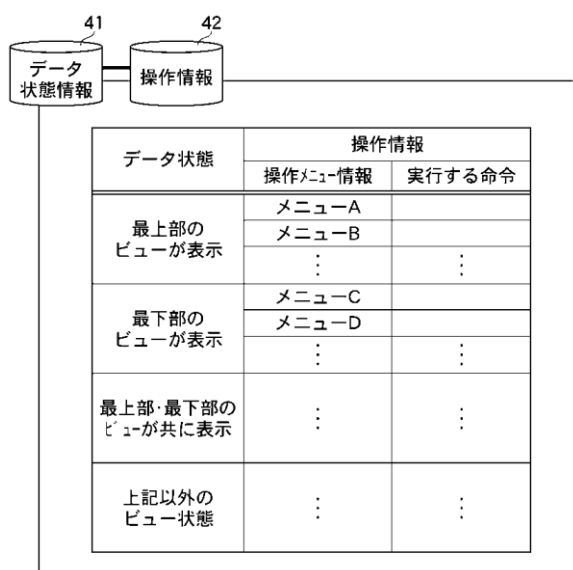 41
42
データ
状態情報
操作情報
データ状態
操作情報
操作メニュー情報
実行する命令
最上部の
ビューが表示
メニューA
メニューB
⋮
⋮
最下部の
ビューが表示
メニューC
メニューD
⋮
⋮
最上部・最下部の
ビューが共に表示
⋮
⋮
上記以外の
ビュー状態
⋮
⋮